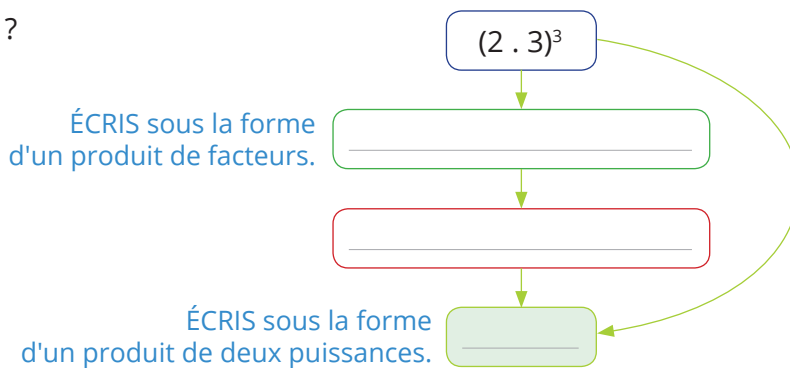 ?
(2 . 3)³
ÉCRIS sous la forme
d'un produit de facteurs.
ÉCRIS sous la forme
d'un produit de deux puissances.